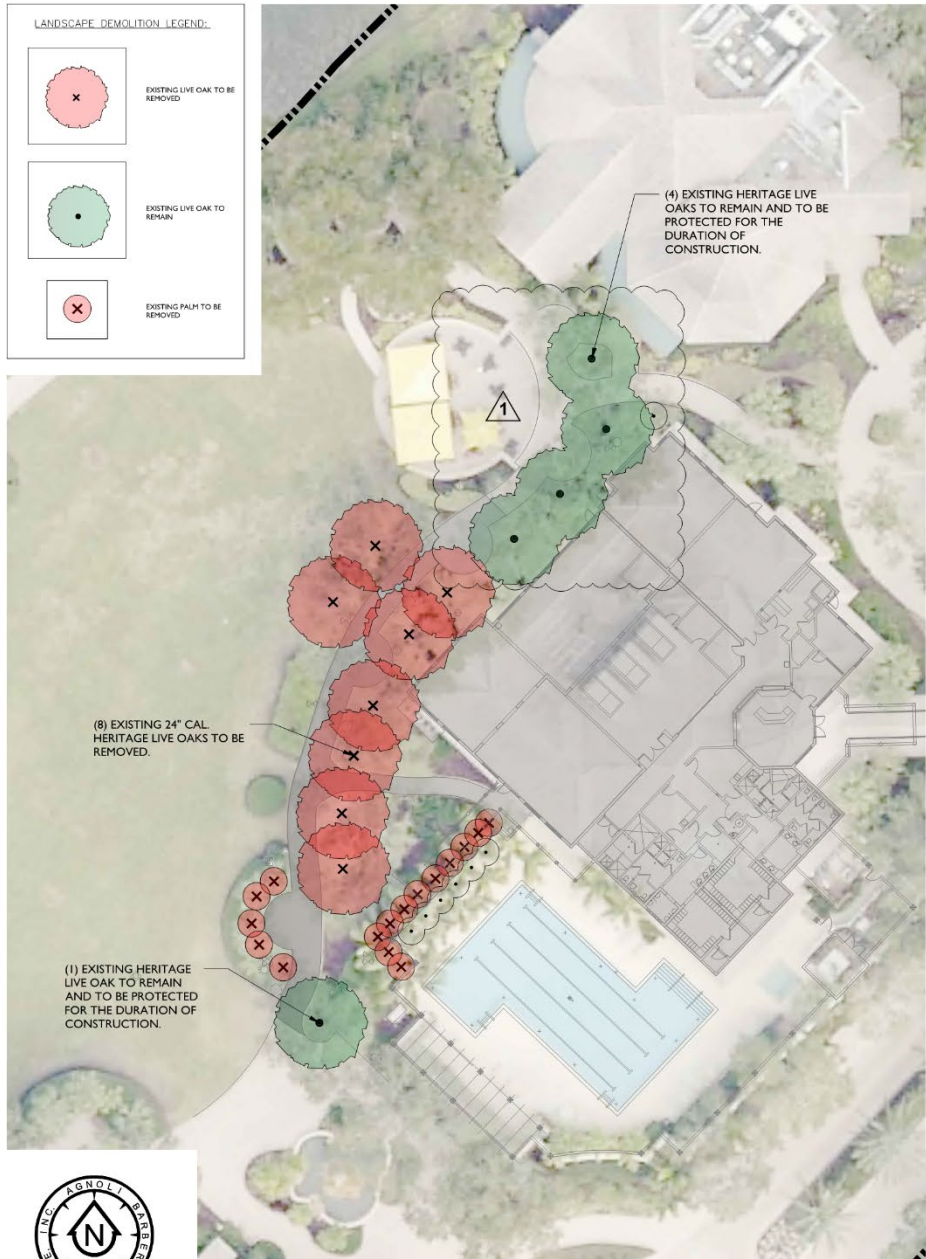 LANDSCAPE DEMOLITION LEGEND:
EXISTING LIVE OAK TO BE
REMOVED
EXISTING LIVE OAK TO
REMAIN
EXISTING PALM TO BE
REMOVED
(4) EXISTING HERITAGE LIVE
OAKS TO REMAIN AND TO BE
PROTECTED FOR THE
DURATION OF
CONSTRUCTION.
1
(8) EXISTING 24" CAL.
HERITAGE LIVE OAKS TO BE
REMOVED.
(1) EXISTING HERITAGE
LIVE OAK TO REMAIN
AND TO BE PROTECTED
FOR THE DURATION OF
CONSTRUCTION.
INC. AGNOLI BARBER
N